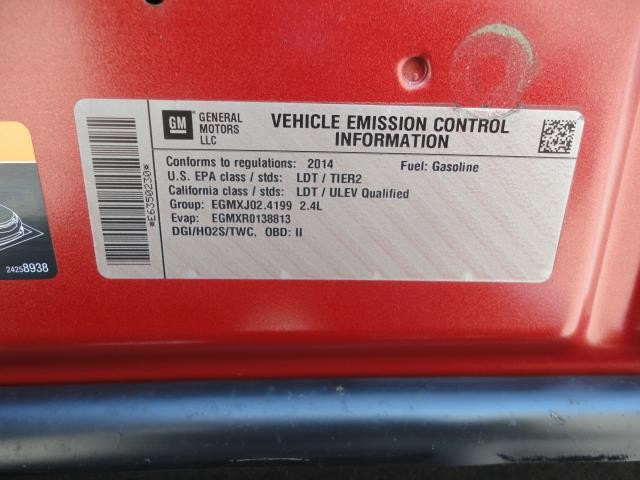 GM
GENERAL MOTORS LLC
VEHICLE EMISSION CONTROL INFORMATION
Conforms to regulations: 2014 Fuel: Gasoline
U.S. EPA class / stds: LDT / TIER2
California class / stds: LDT / ULEV Qualified
Group: EGMXJ02.4199 2.4L
Evap: EGMXR0138813
DGI/HO2S/TWC, OBD: II
*E6350230*
24258938